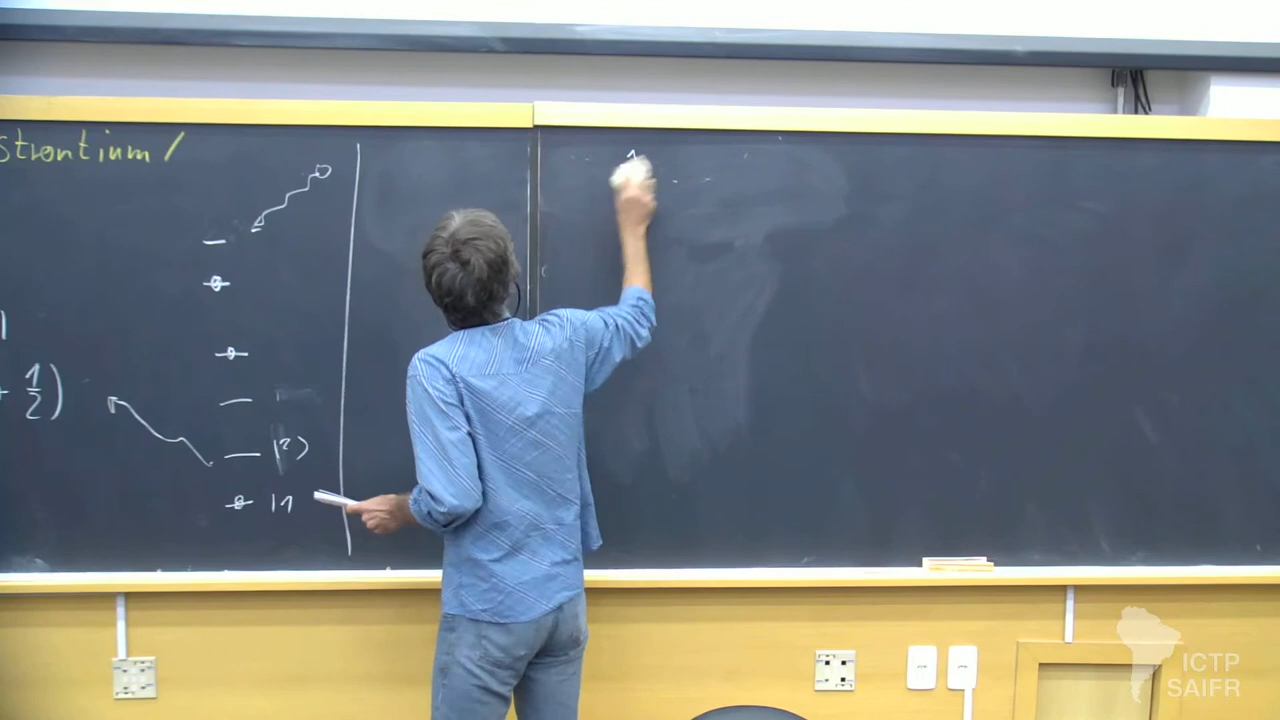 strontium/
+ 1/2)
|2⟩
|1
ICTP
SAIFR